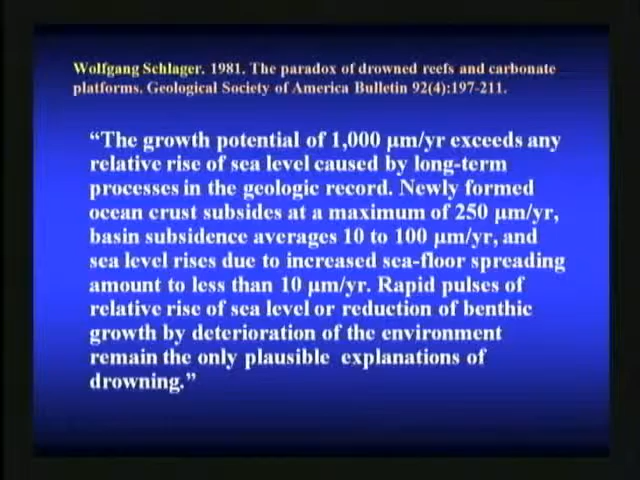 Wolfgang Schlager. 1981. The paradox of drowned reefs and carbonate
platforms. Geological Society of America Bulletin 92(4):197-211.
“The growth potential of 1,000 µm/yr exceeds any
relative rise of sea level caused by long-term
processes in the geologic record. Newly formed
ocean crust subsides at a maximum of 250 µm/yr,
basin subsidence averages 10 to 100 µm/yr, and
sea level rises due to increased sea-floor spreading
amount to less than 10 µm/yr. Rapid pulses of
relative rise of sea level or reduction of benthic
growth by deterioration of the environment
remain the only plausible explanations of
drowning.”